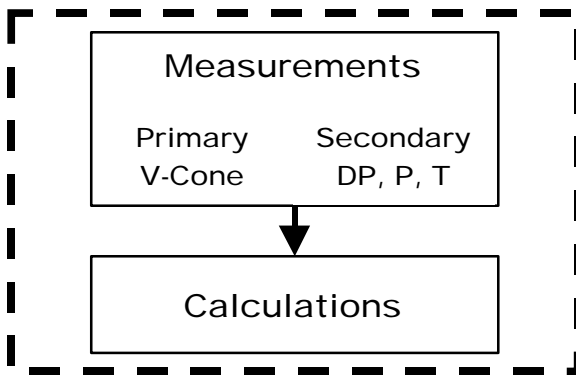 Measurements
Primary Secondary
V-Cone DP, P, T
Calculations